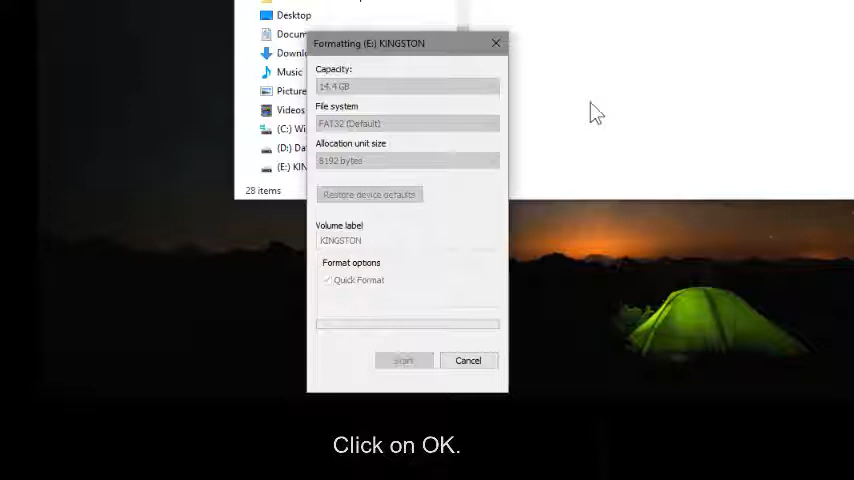 Desktop
Docum
Downlo
Music
Picture
Videos
(C:) Wi
(D:) Da
(E:) KIN
28 items
Formatting (E:) KINGSTON
Capacity:
14.4 GB
File system
FAT32 (Default)
Allocation unit size
8192 bytes
Restore device defaults
Volume label
KINGSTON
Format options
Quick Format
Start
Cancel
Click on OK.